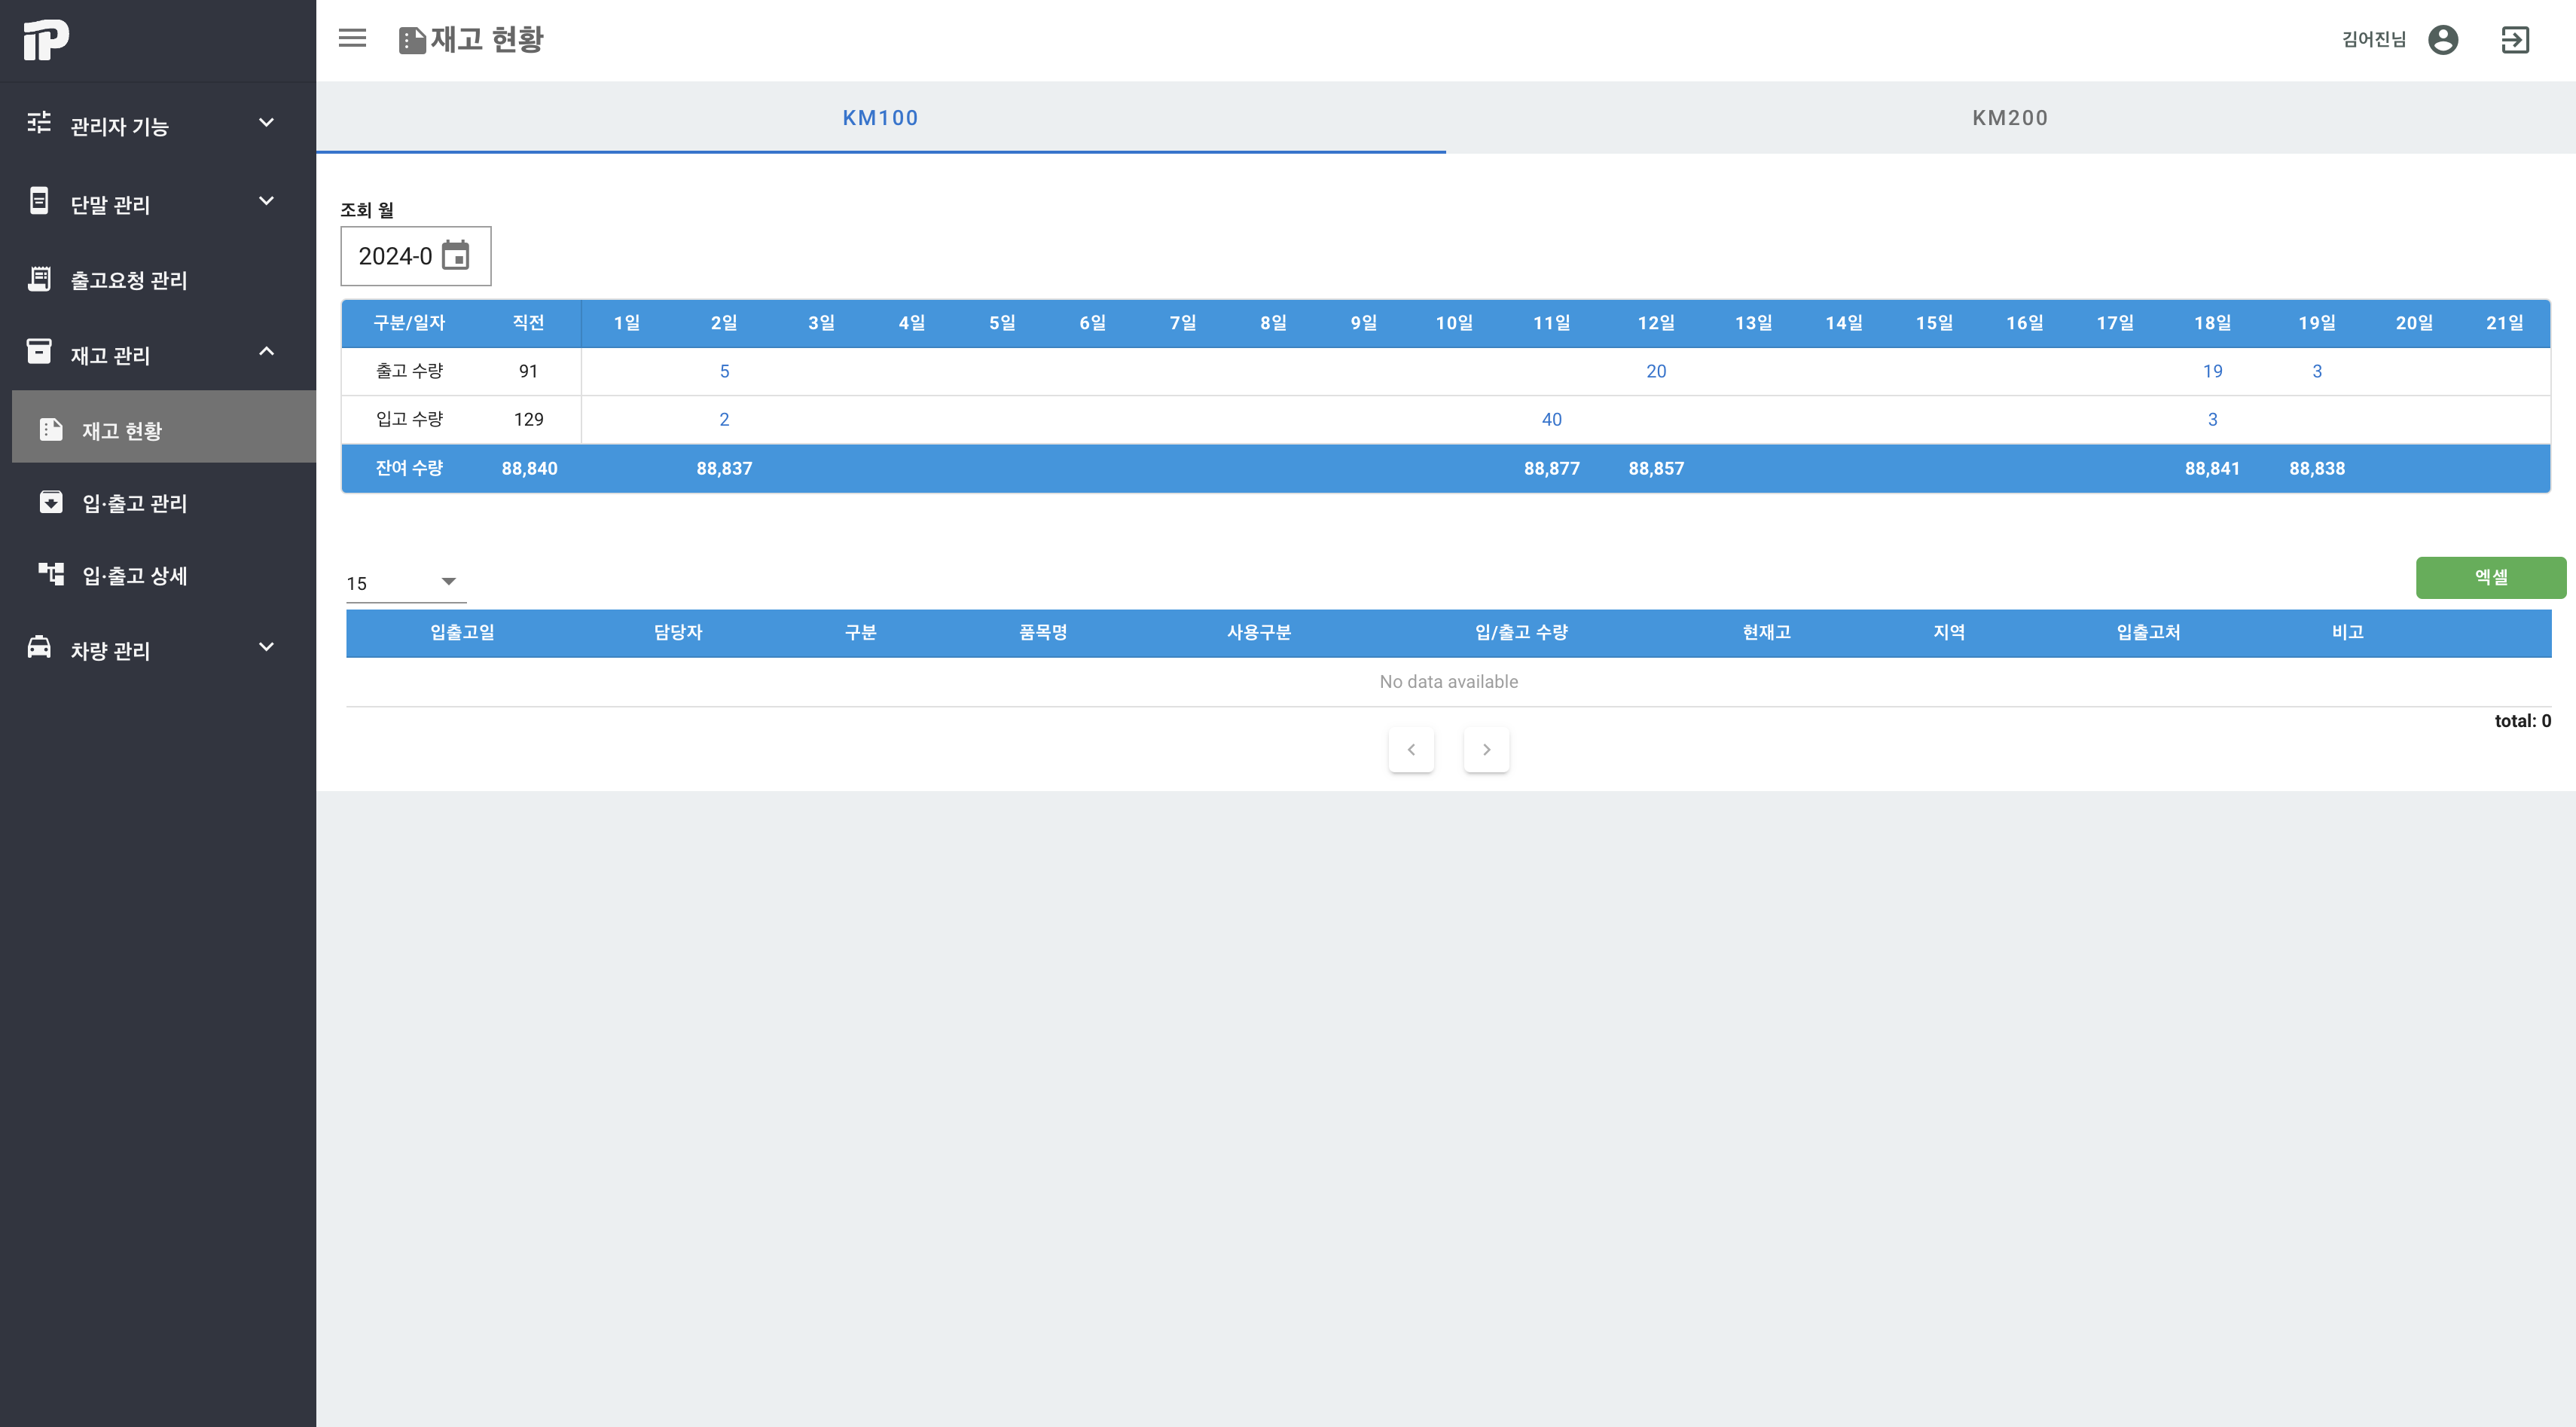 IP
재고 현황
김어진님
관리자 기능
단말 관리
출고요청 관리
재고 관리
재고 현황
입·출고 관리
입·출고 상세
차량 관리
KM100 KM200
조회 월
2024-0
구분/일자 직전 1일 2일 3일 4일 5일 6일 7일 8일 9일 10일 11일 12일 13일 14일 15일 16일 17일 18일 19일 20일 21일
출고 수량 91 5 20 19 3
입고 수량 129 2 40 3
잔여 수량 88,840 88,837 88,877 88,857 88,841 88,838
15
엑셀
입출고일 담당자 구분 품목명 사용구분 입/출고 수량 현재고 지역 입출고처 비고
No data available
total: 0